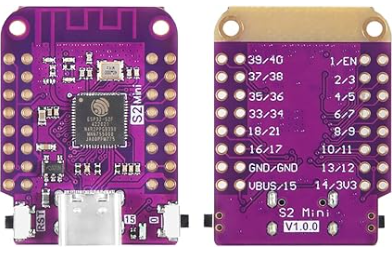 S2 Mini
RST
15
0
39/40 1/EN
37/38 2/3
35/36 4/5
33/34 6/7
18/21 8/9
16/17 10/11
GND/GND 13/12
VBUS/15 14/3V3
S2 Mini
V1.0.0